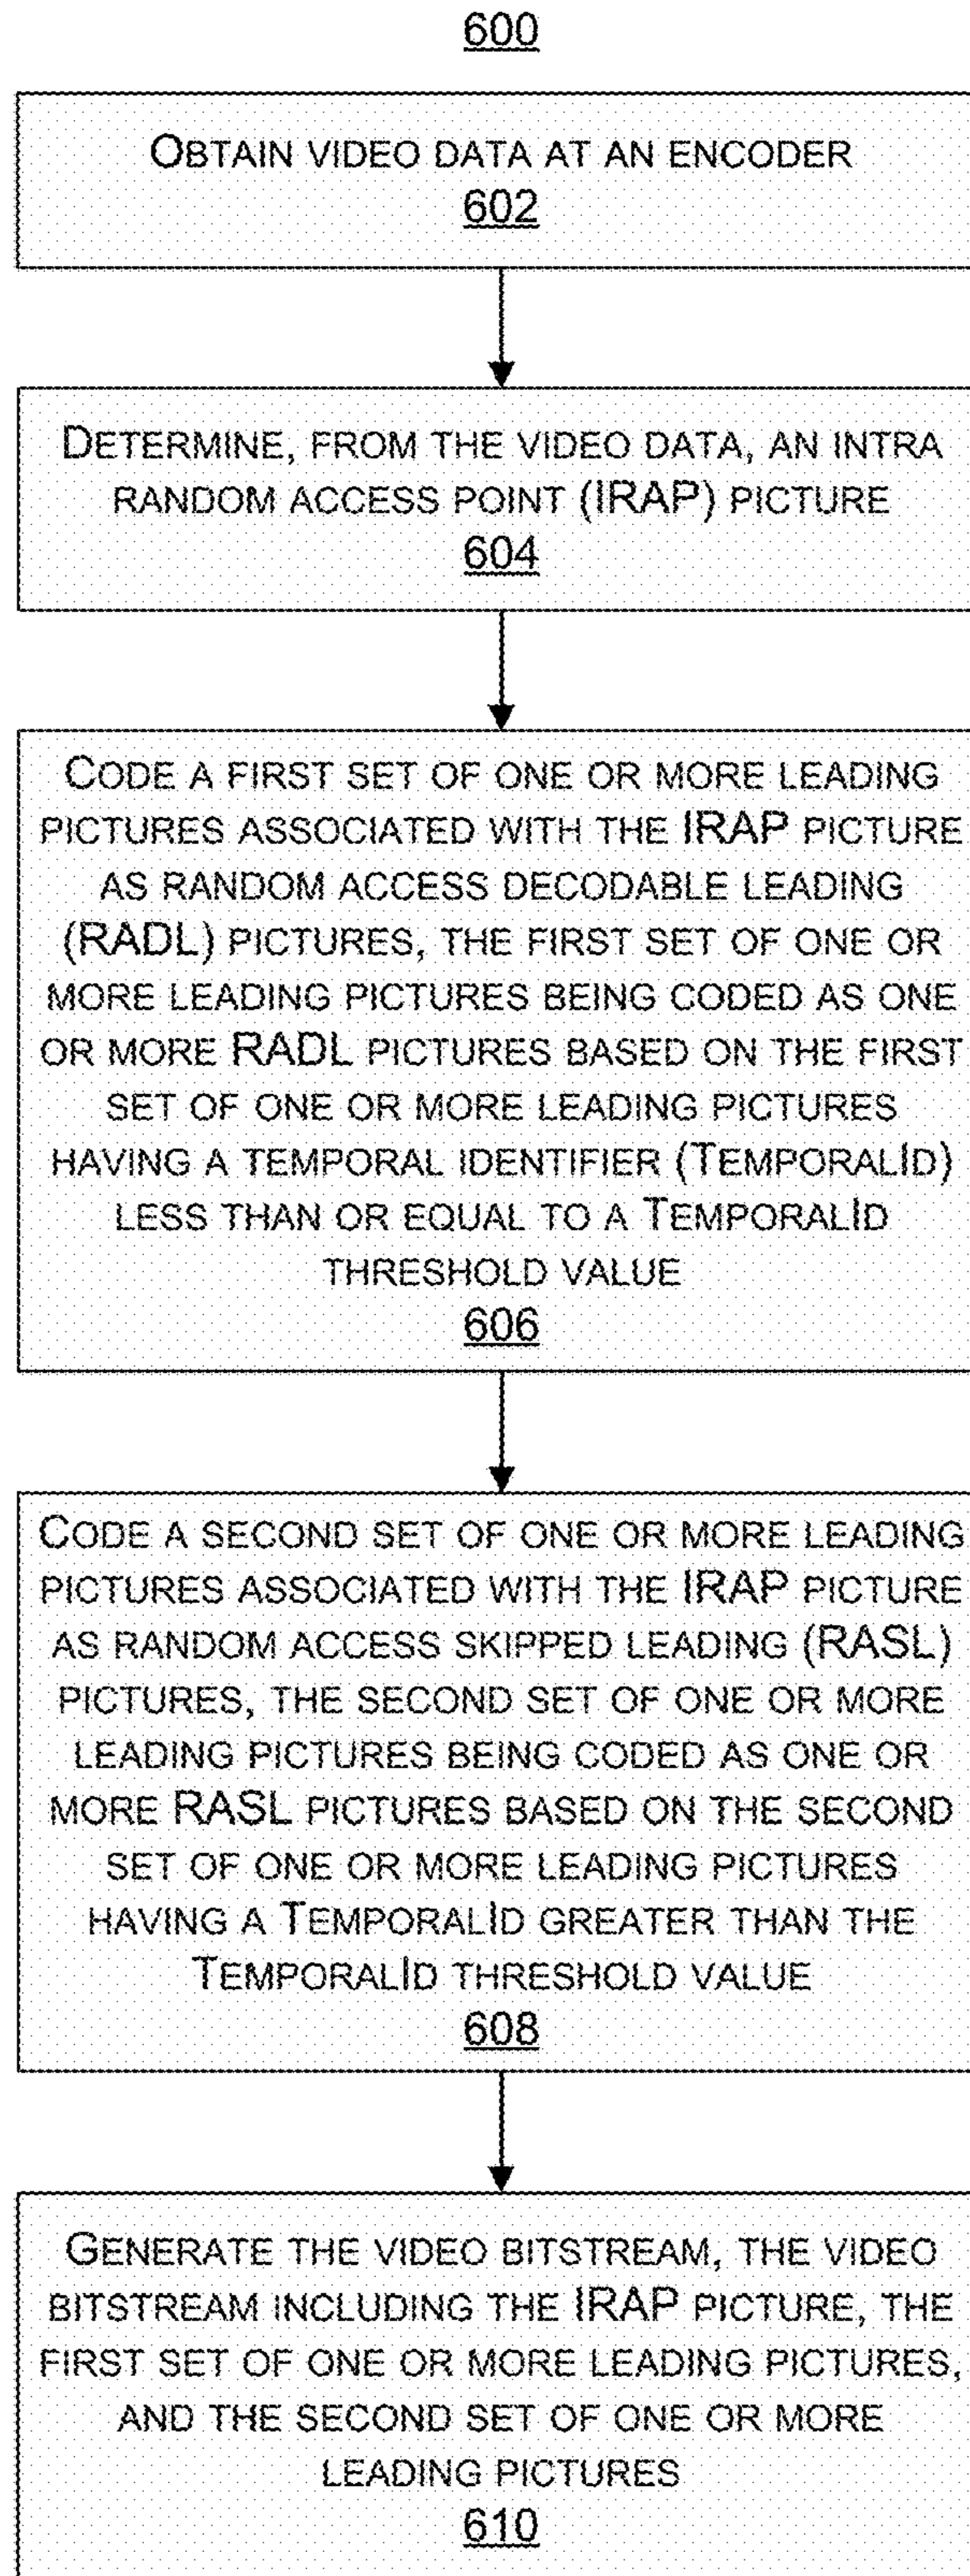 600
OBTAIN VIDEO DATA AT AN ENCODER
602
DETERMINE, FROM THE VIDEO DATA, AN INTRA
RANDOM ACCESS POINT (IRAP) PICTURE
604
CODE A FIRST SET OF ONE OR MORE LEADING
PICTURES ASSOCIATED WITH THE IRAP PICTURE
AS RANDOM ACCESS DECODABLE LEADING
(RADL) PICTURES, THE FIRST SET OF ONE OR
MORE LEADING PICTURES BEING CODED AS ONE
OR MORE RADL PICTURES BASED ON THE FIRST
SET OF ONE OR MORE LEADING PICTURES
HAVING A TEMPORAL IDENTIFIER (TEMPORALID)
LESS THAN OR EQUAL TO A TEMPORALID
THRESHOLD VALUE
606
CODE A SECOND SET OF ONE OR MORE LEADING
PICTURES ASSOCIATED WITH THE IRAP PICTURE
AS RANDOM ACCESS SKIPPED LEADING (RASL)
PICTURES, THE SECOND SET OF ONE OR MORE
LEADING PICTURES BEING CODED AS ONE OR
MORE RASL PICTURES BASED ON THE SECOND
SET OF ONE OR MORE LEADING PICTURES
HAVING A TEMPORALID GREATER THAN THE
TEMPORALID THRESHOLD VALUE
608
GENERATE THE VIDEO BITSTREAM, THE VIDEO
BITSTREAM INCLUDING THE IRAP PICTURE, THE
FIRST SET OF ONE OR MORE LEADING PICTURES,
AND THE SECOND SET OF ONE OR MORE
LEADING PICTURES
610